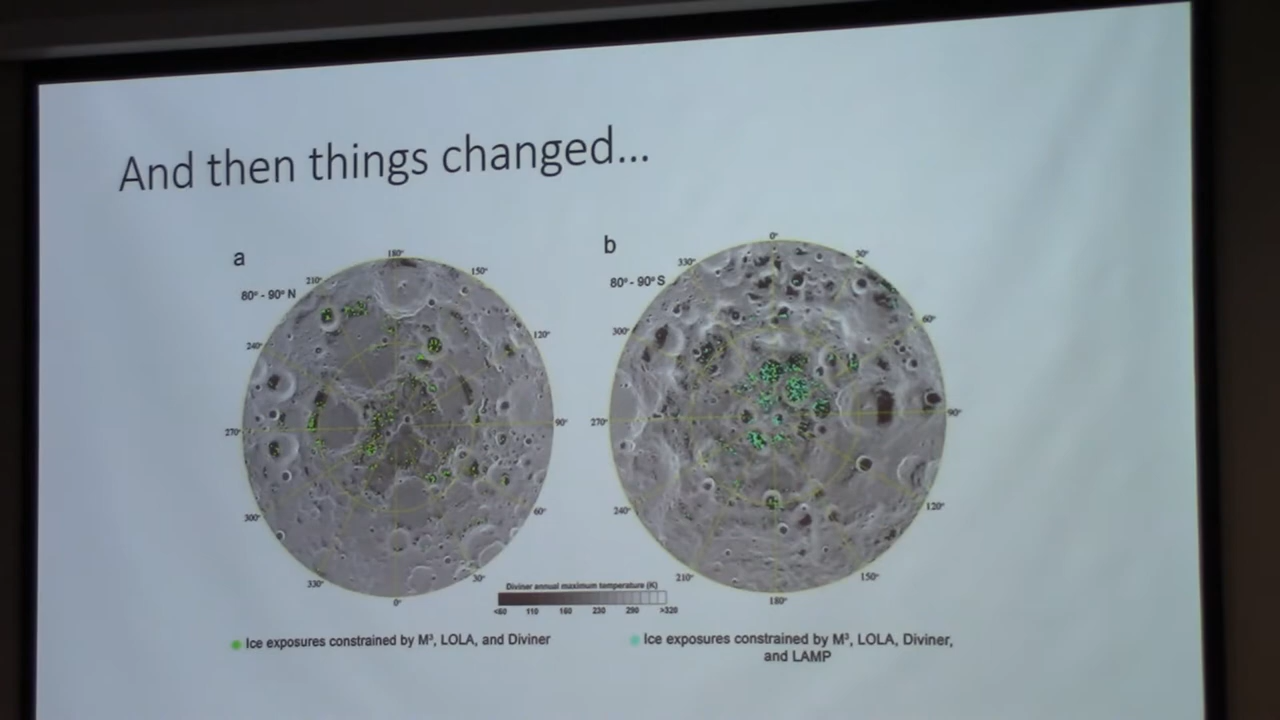 And then things changed...
a
80° - 90° N
180°
150°
120°
90°
60°
30°
0°
330°
300°
270°
240°
210°
b
80° - 90° S
0°
30°
60°
90°
120°
150°
180°
210°
240°
270°
300°
330°
Diviner annual maximum temperature (K)
<60 110 160 230 290 >320
Ice exposures constrained by M³, LOLA, and Diviner
Ice exposures constrained by M³, LOLA, Diviner,
and LAMP